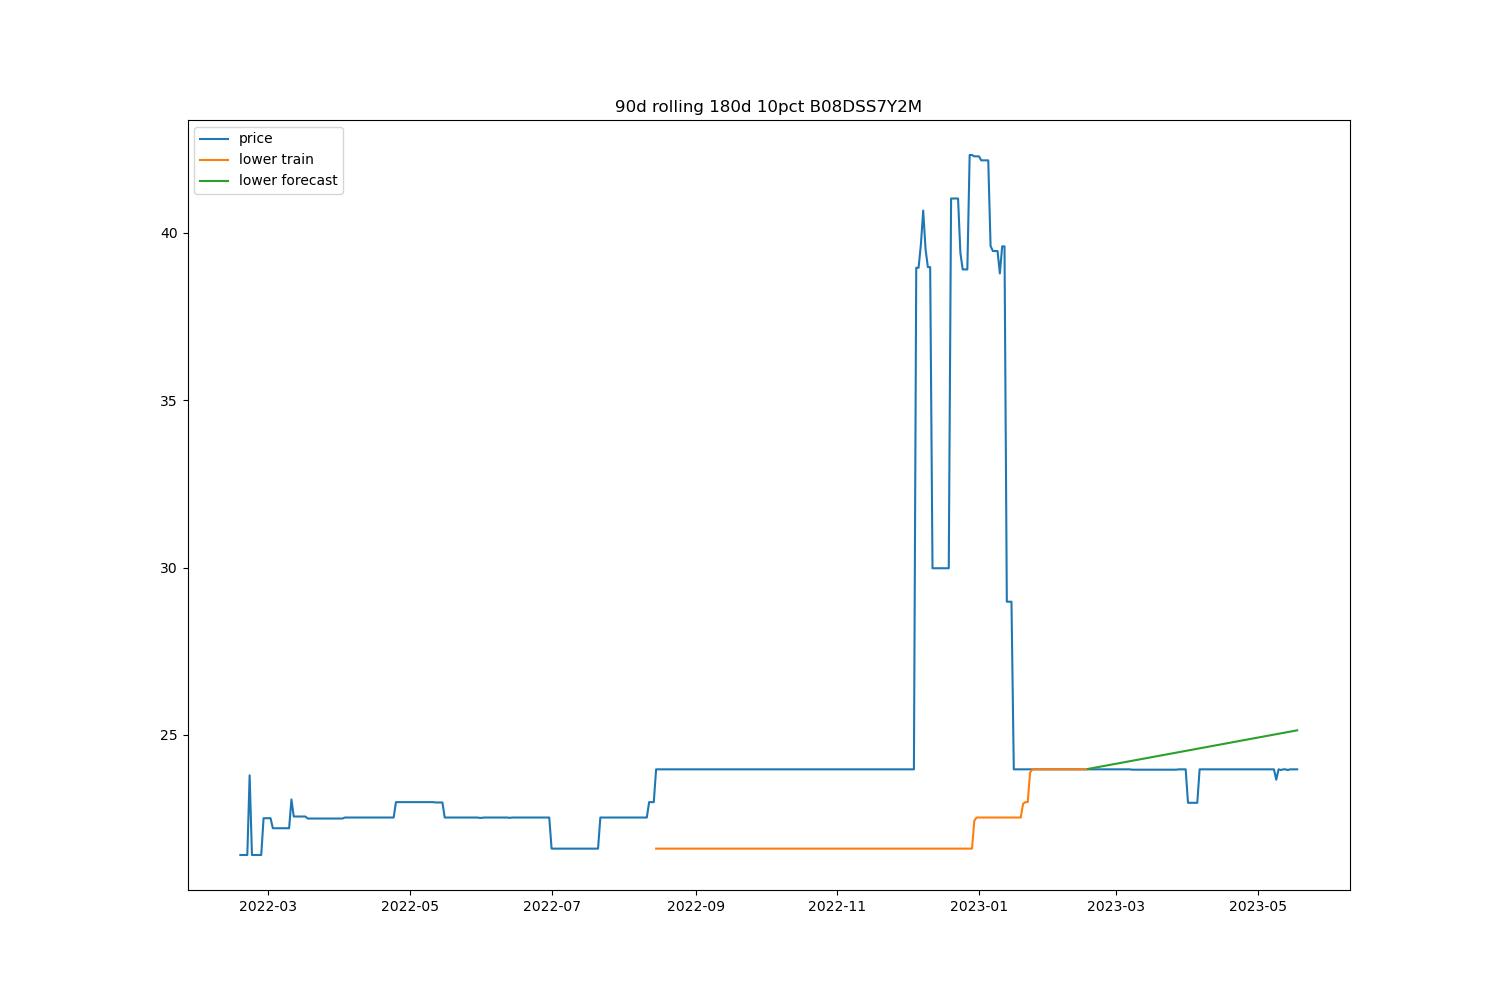 90d rolling 180d 10pct B08DSS7Y2M
price
lower train
lower forecast
40
35
30
25
2022-03 2022-05 2022-07 2022-09 2022-11 2023-01 2023-03 2023-05